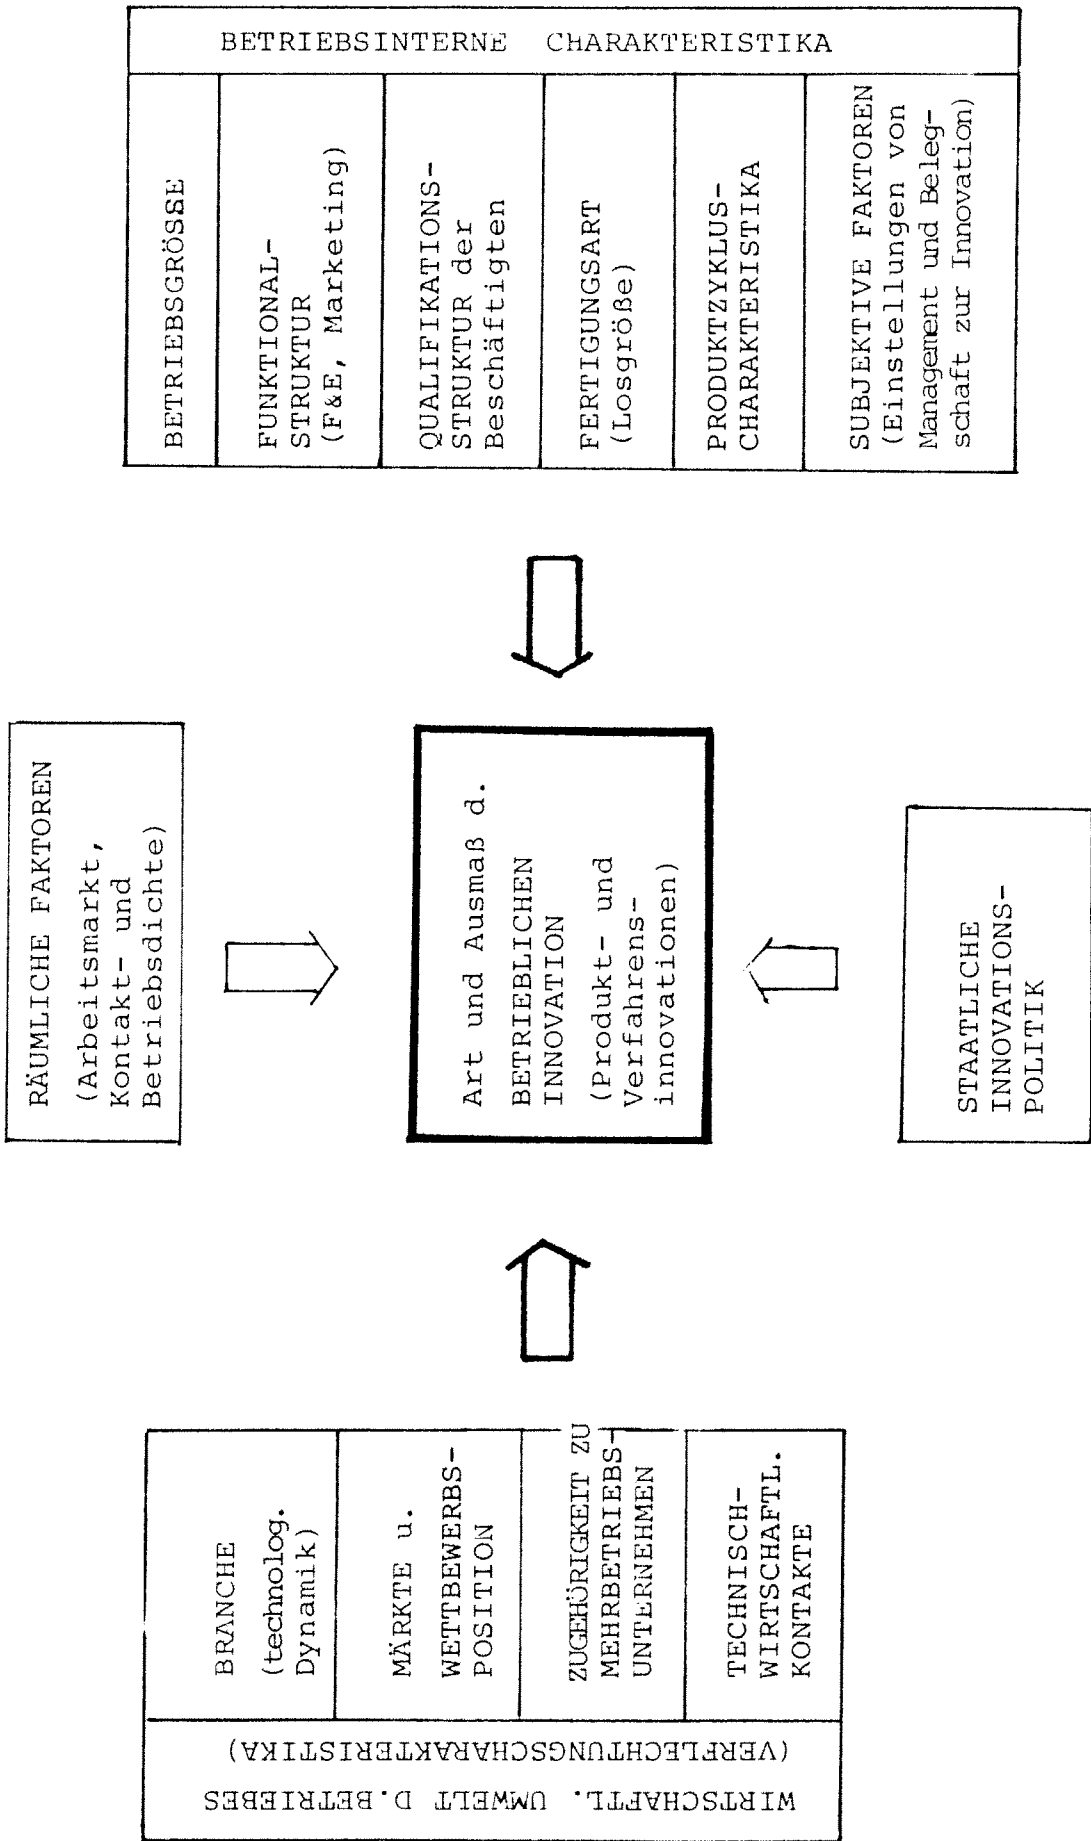 WIRTSCHAFTL. UMWELT D.BETRIEBES
(VERFLECHTUNGSCHARAKTERISTIKA)
BRANCHE
(technolog.
Dynamik)
MÄRKTE u.
WETTBEWERBS-
POSITION
ZUGEHÖRIGKEIT ZU
MEHRBETRIEBS-
UNTERNEHMEN
TECHNISCH-
WIRTSCHAFTL.
KONTAKTE
RÄUMLICHE FAKTOREN
(Arbeitsmarkt,
Kontakt- und
Betriebsdichte)
Art und Ausmaß d.
BETRIEBLICHEN
INNOVATION
(Produkt- und
Verfahrens-
innovationen)
STAATLICHE
INNOVATIONS-
POLITIK
BETRIEBSINTERNE CHARAKTERISTIKA
BETRIEBSGRÖSSE
FUNKTIONAL-
STRUKTUR
(F&E, Marketing)
QUALIFIKATIONS-
STRUKTUR der
Beschäftigten
FERTIGUNGSART
(Losgröße)
PRODUKTZYKLUS-
CHARAKTERISTIKA
SUBJEKTIVE FAKTOREN
(Einstellungen von
Management und Beleg-
schaft zur Innovation)